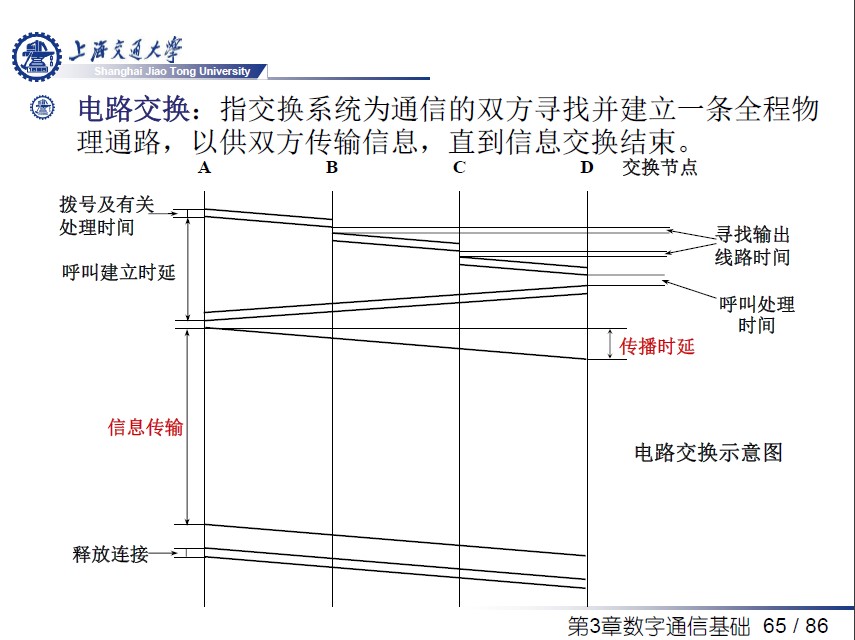 上海交通大学
Shanghai Jiao Tong University
电路交换：指交换系统为通信的双方寻找并建立一条全程物
理通路，以供双方传输信息，直到信息交换结束。
A B C D 交换节点
拨号及有关
处理时间
寻找输出
线路时间
呼叫建立时延
呼叫处理
时间
传播时延
信息传输
电路交换示意图
释放连接
第3章数字通信基础 65 / 86